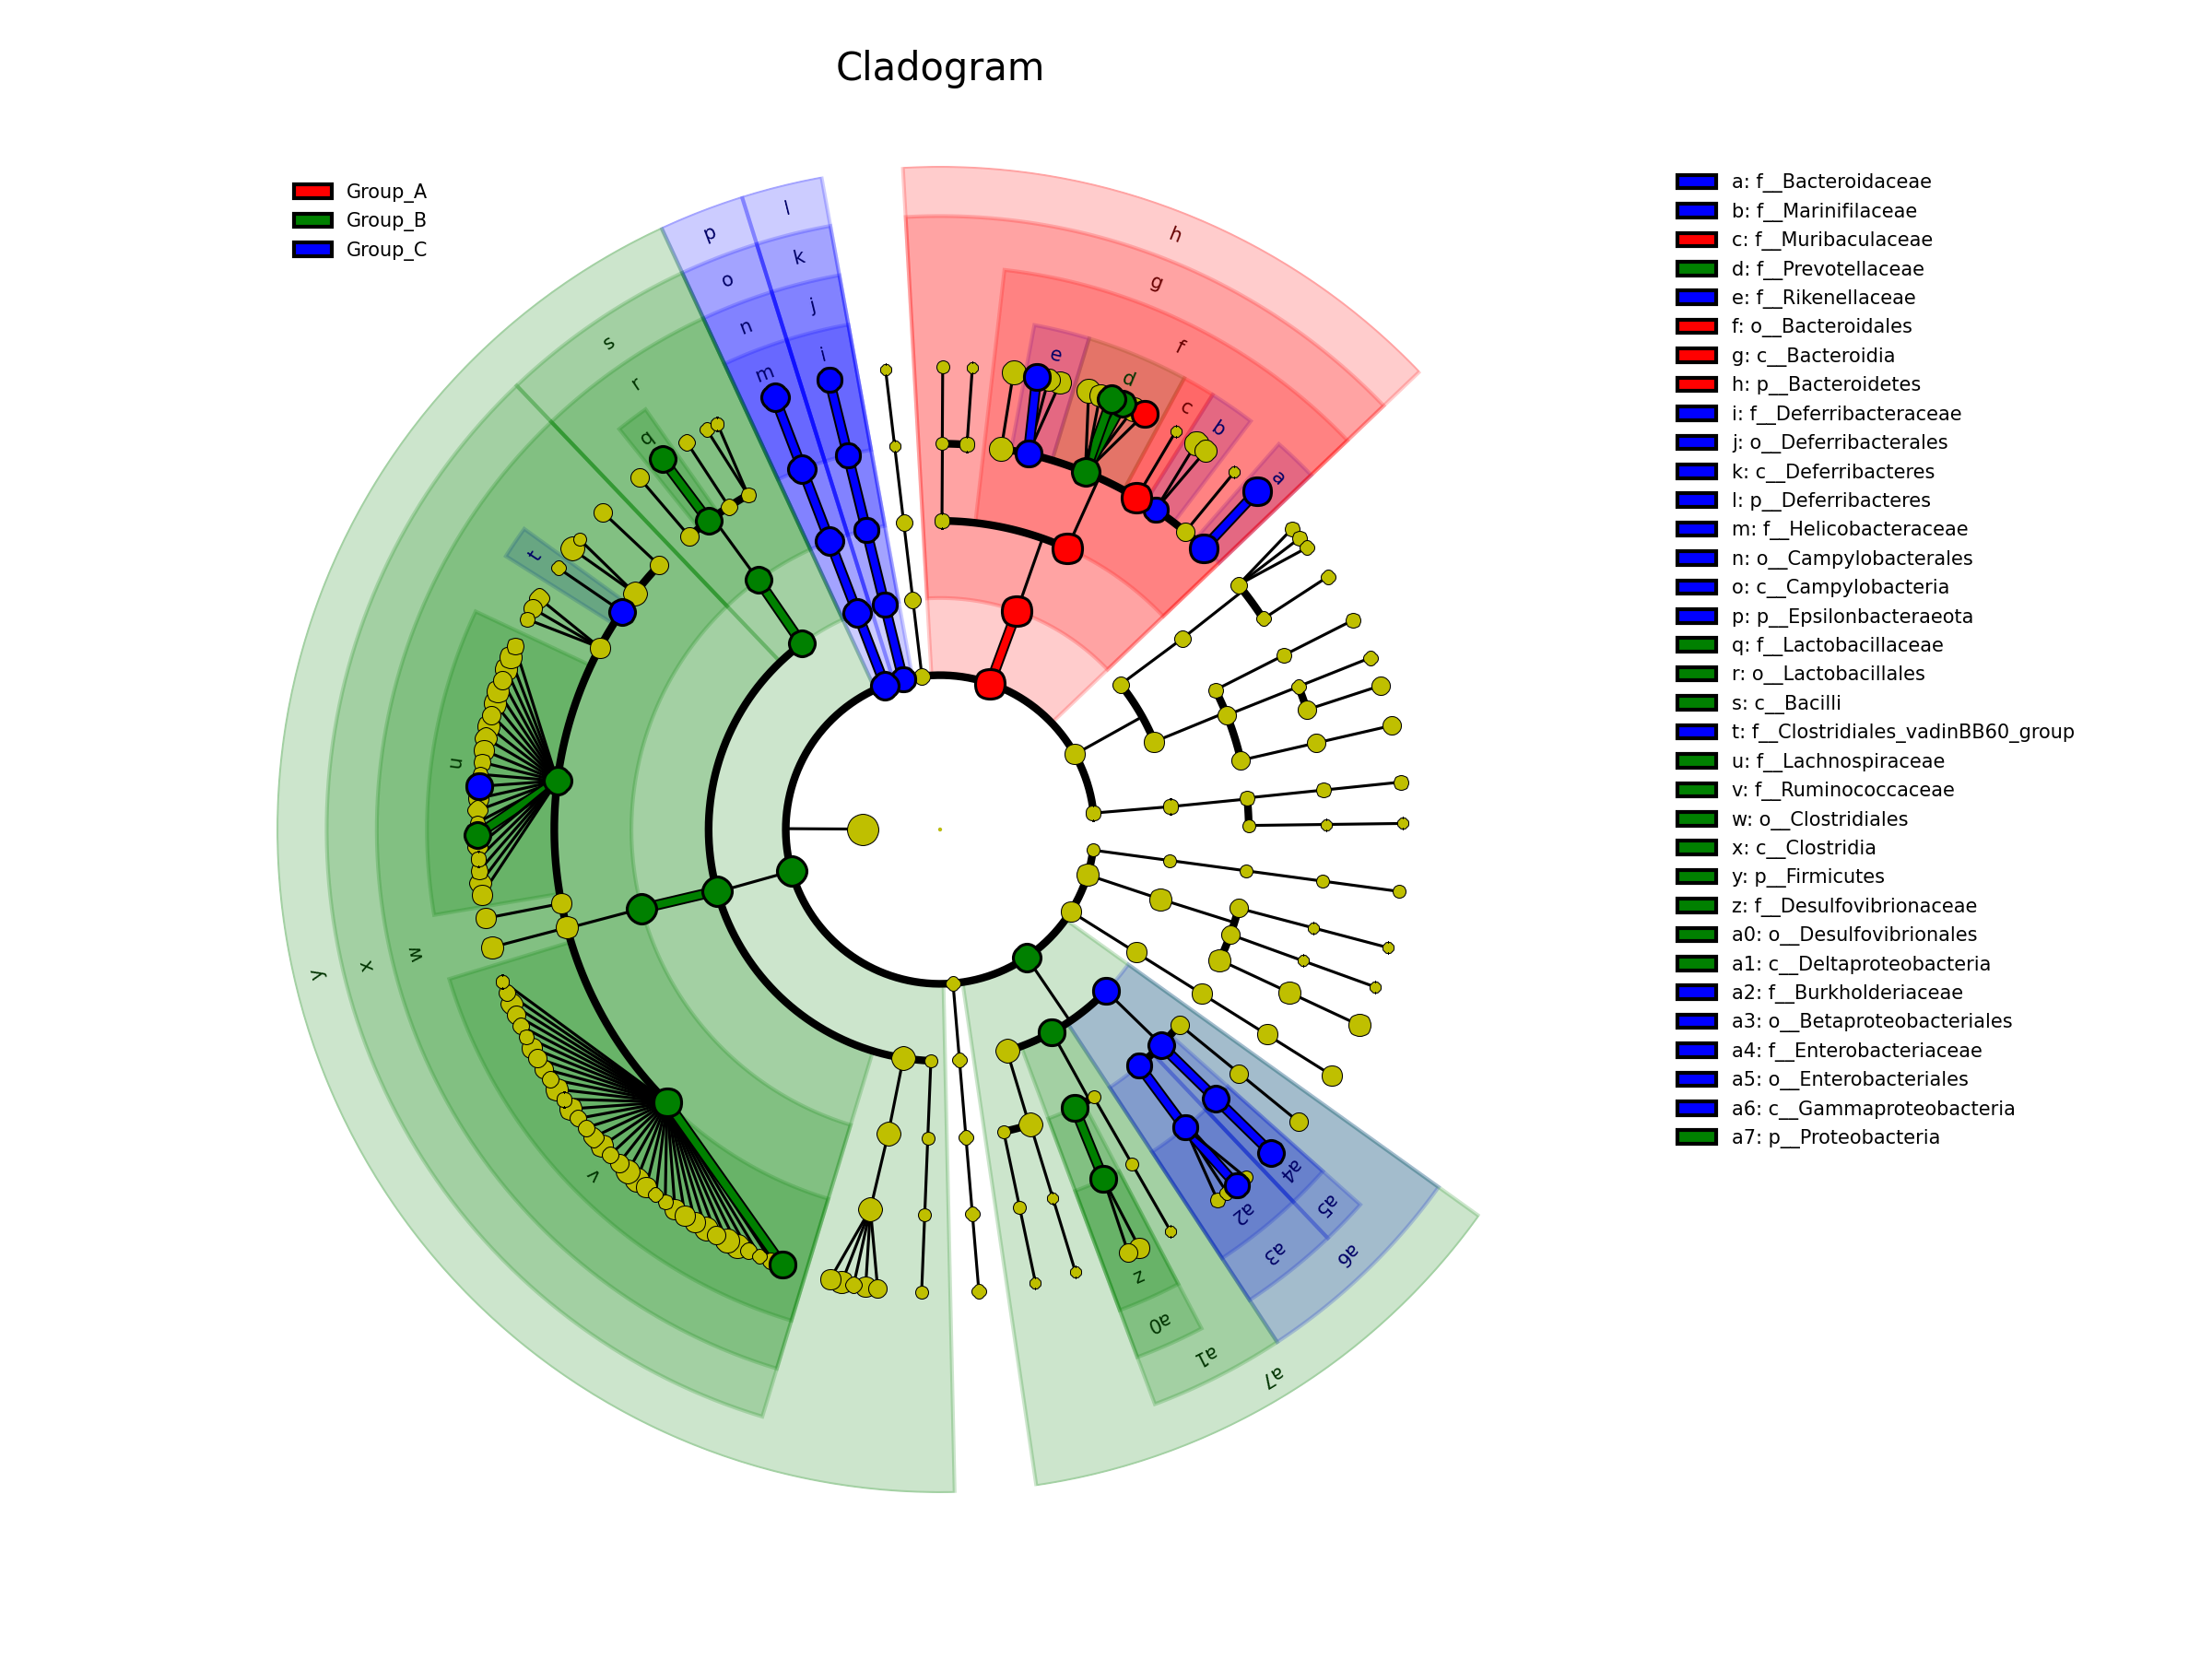 Cladogram
Group_A
Group_B
Group_C
a: f__Bacteroidaceae
b: f__Marinifilaceae
c: f__Muribaculaceae
d: f__Prevotellaceae
e: f__Rikenellaceae
f: o__Bacteroidales
g: c__Bacteroidia
h: p__Bacteroidetes
i: f__Deferribacteraceae
j: o__Deferribacterales
k: c__Deferribacteres
l: p__Deferribacteres
m: f__Helicobacteraceae
n: o__Campylobacterales
o: c__Campylobacteria
p: p__Epsilonbacteraeota
q: f__Lactobacillaceae
r: o__Lactobacillales
s: c__Bacilli
t: f__Clostridiales_vadinBB60_group
u: f__Lachnospiraceae
v: f__Ruminococcaceae
w: o__Clostridiales
x: c__Clostridia
y: p__Firmicutes
z: f__Desulfovibrionaceae
a0: o__Desulfovibrionales
a1: c__Deltaproteobacteria
a2: f__Burkholderiaceae
a3: o__Betaproteobacteriales
a4: f__Enterobacteriaceae
a5: o__Enterobacteriales
a6: c__Gammaproteobacteria
a7: p__Proteobacteria
l
p
k
o
j
n
i
m
h
g
f
e
d
c
b
a
s
r
q
t
u
w
x
y
v
z
a0
a1
a2
a3
a4
a5
a6
a7